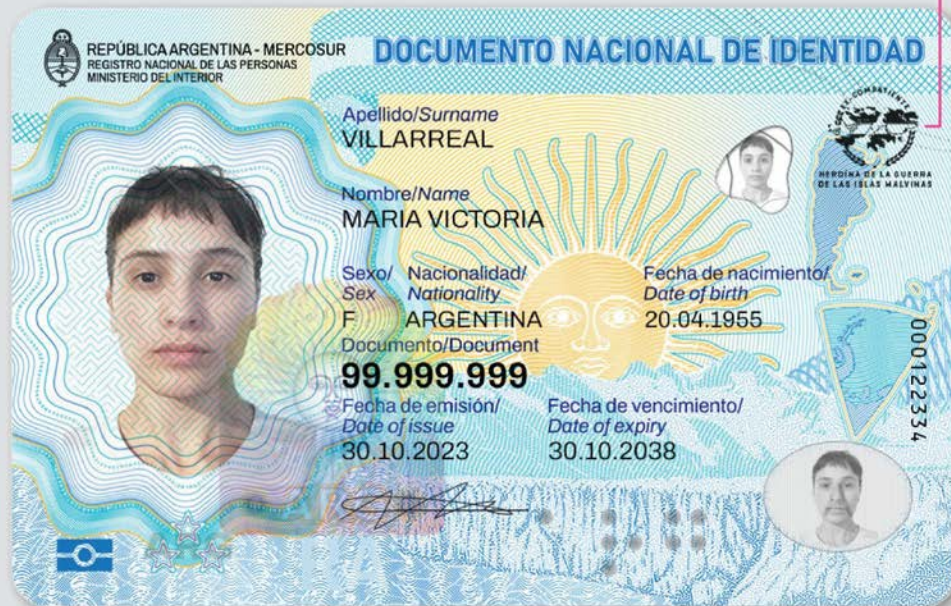 REPÚBLICA ARGENTINA - MERCOSUR
REGISTRO NACIONAL DE LAS PERSONAS
MINISTERIO DEL INTERIOR
DOCUMENTO NACIONAL DE IDENTIDAD
Apellido/Surname
VILLARREAL
EX-COMBATIENTE
HEROÍNA DE LA GUERRA
DE LAS ISLAS MALVINAS
Nombre/Name
MARIA VICTORIA
Sexo/ Nacionalidad/ Fecha de nacimiento/
Sex Nationality Date of birth
F ARGENTINA 20.04.1955
Documento/Document
99.999.999
Fecha de emisión/ Fecha de vencimiento/
Date of issue Date of expiry
30.10.2023 30.10.2038
000122334